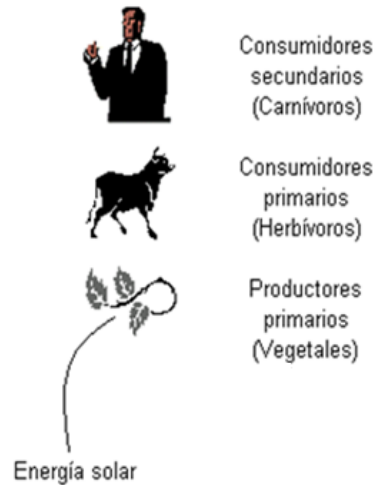 Consumidores
secundarios
(Carnívoros)
Consumidores
primarios
(Herbívoros)
Productores
primarios
(Vegetales)
Energía solar